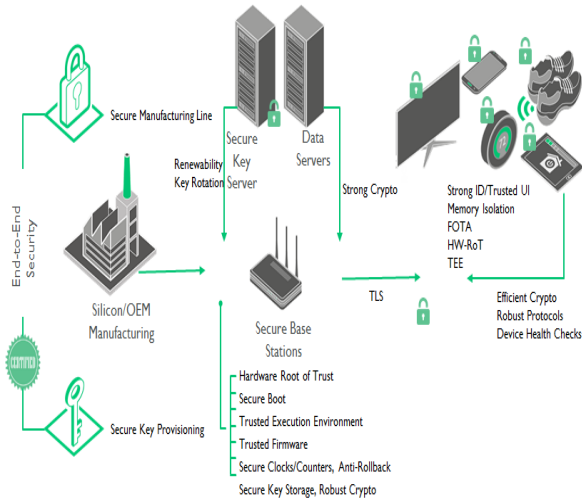 Secure Manufacturing Line
Secure
Key
Server
Data
Servers
Renewability
Key Rotation
Strong Crypto
72
Strong ID/Trusted UI
Memory Isolation
FOTA
HW-RoT
TEE
End-to-End
Security
Silicon/OEM
Manufacturing
Secure Base
Stations
TLS
Efficient Crypto
Robust Protocols
Device Health Checks
Secure Key Provisioning
Hardware Root of Trust
Secure Boot
Trusted Execution Environment
Trusted Firmware
Secure Clocks/Counters, Anti-Rollback
Secure Key Storage, Robust Crypto